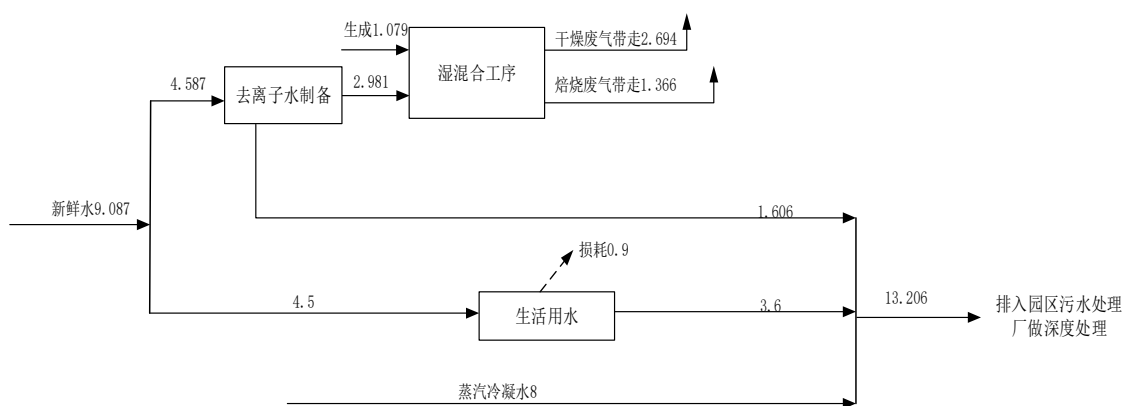 生成1.079
干燥废气带走2.694
湿混合工序
4.587
2.981
焙烧废气带走1.366
去离子水制备
新鲜水9.087
1.606
损耗0.9
4.5
生活用水
3.6
13.206
排入园区污水处理
厂做深度处理
蒸汽冷凝水8